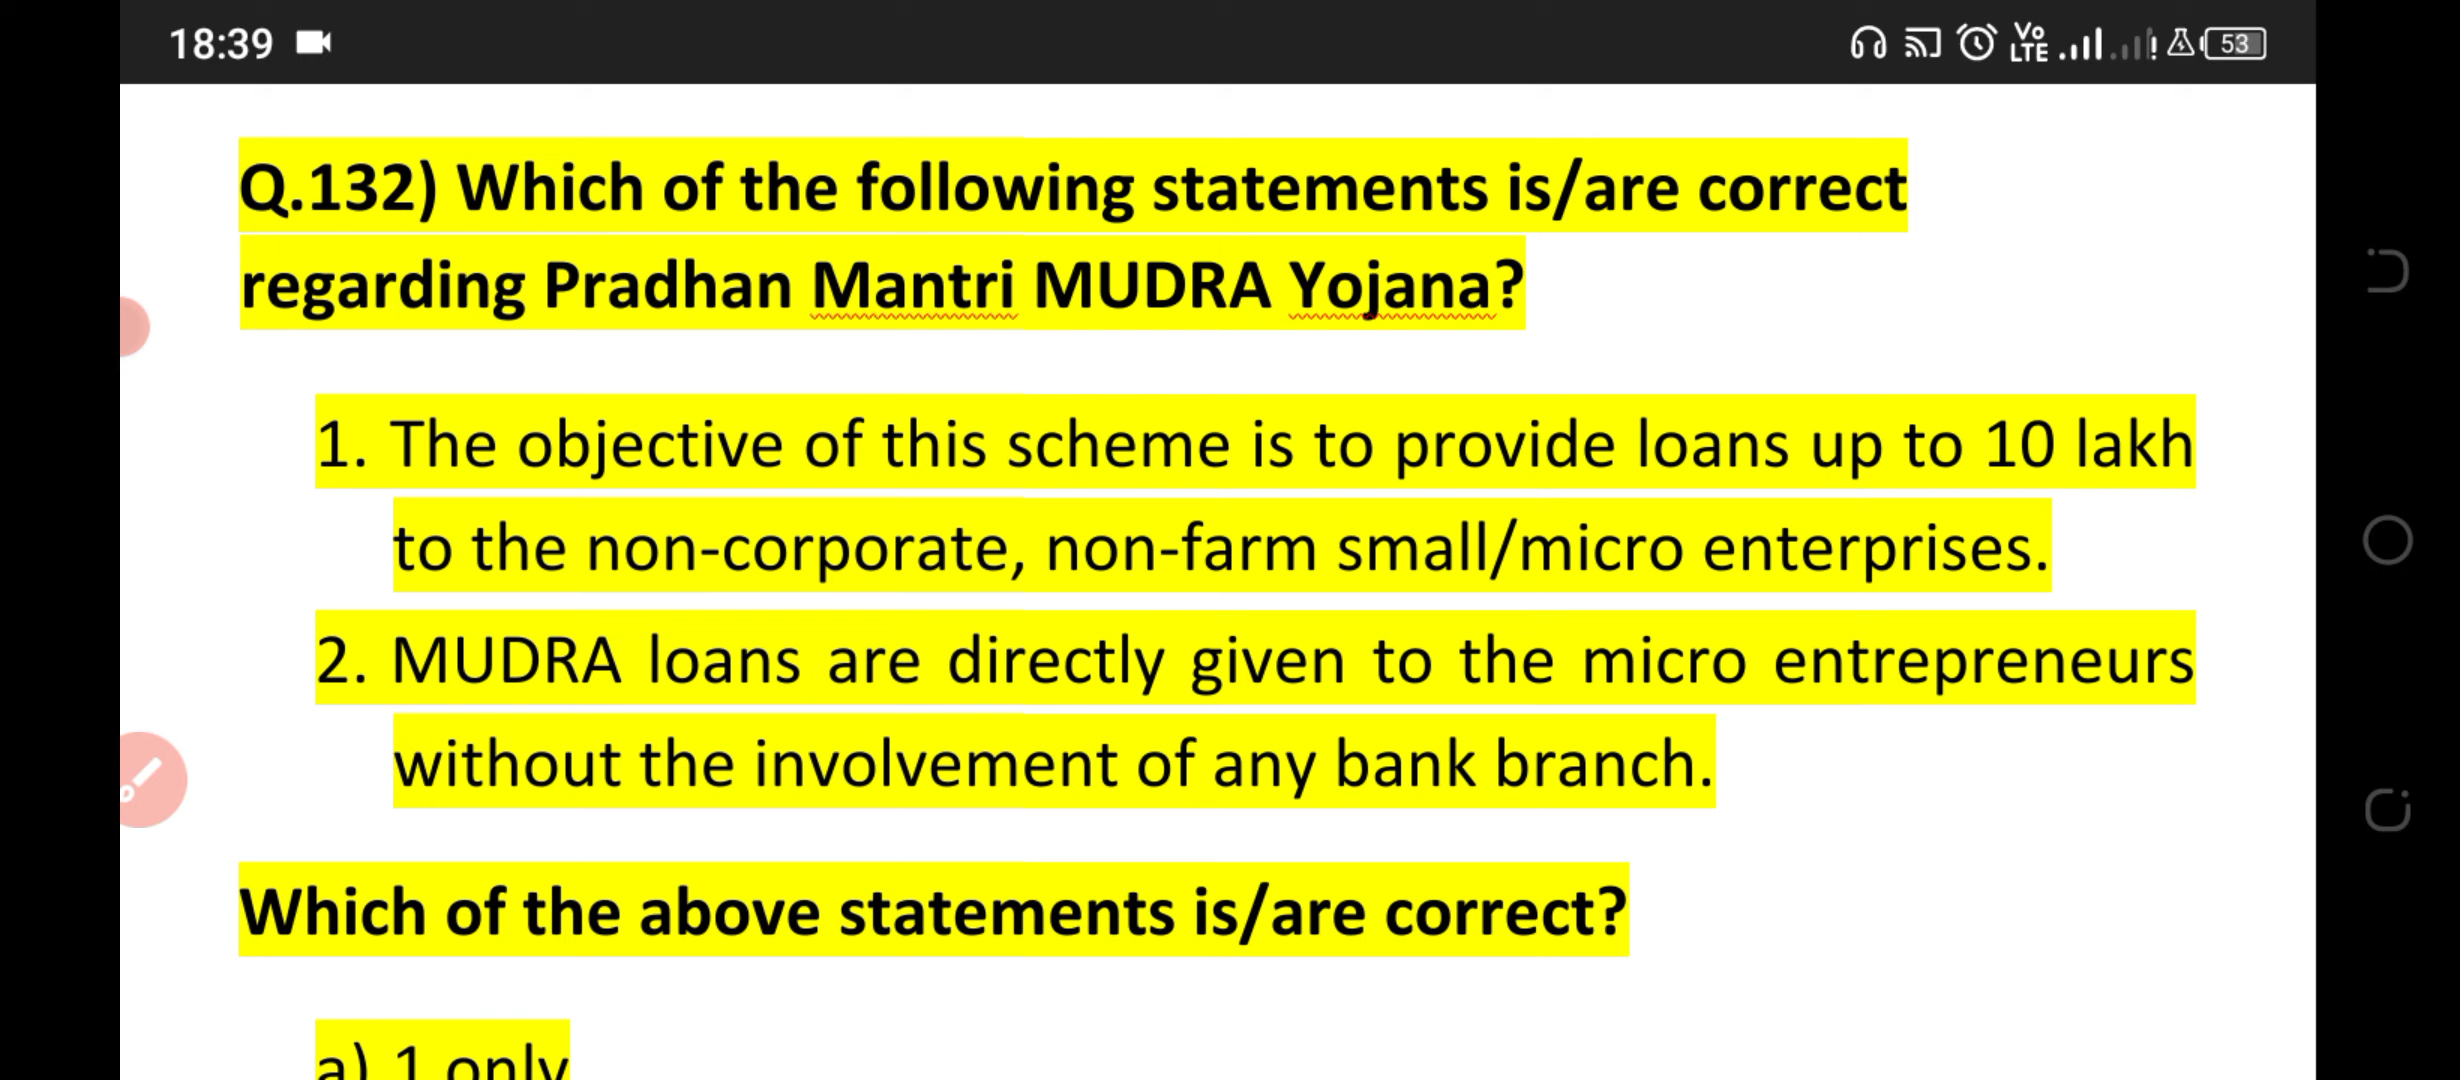 18:39 Vo LTE 53
Q.132) Which of the following statements is/are correct
regarding Pradhan Mantri MUDRA Yojana?
1. The objective of this scheme is to provide loans up to 10 lakh
to the non-corporate, non-farm small/micro enterprises.
2. MUDRA loans are directly given to the micro entrepreneurs
without the involvement of any bank branch.
Which of the above statements is/are correct?
a) 1 only